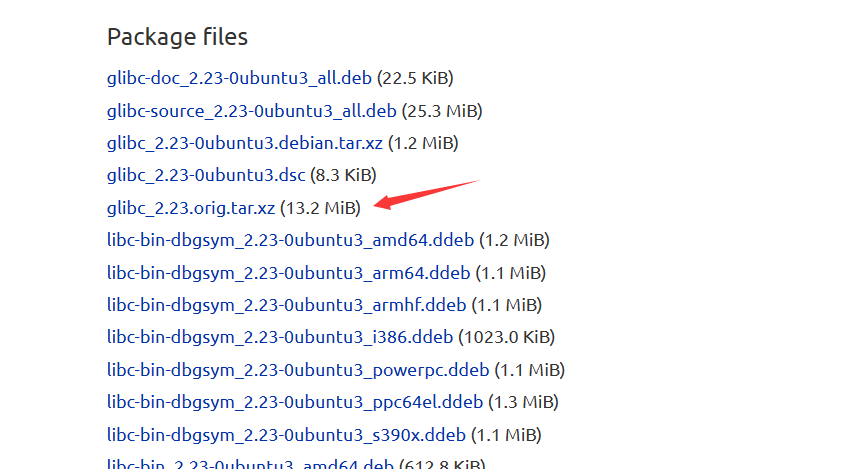 Package files
glibc-doc_2.23-0ubuntu3_all.deb (22.5 KiB)
glibc-source_2.23-0ubuntu3_all.deb (25.3 MiB)
glibc_2.23-0ubuntu3.debian.tar.xz (1.2 MiB)
glibc_2.23-0ubuntu3.dsc (8.3 KiB)
glibc_2.23.orig.tar.xz (13.2 MiB)
libc-bin-dbgsym_2.23-0ubuntu3_amd64.ddeb (1.2 MiB)
libc-bin-dbgsym_2.23-0ubuntu3_arm64.ddeb (1.1 MiB)
libc-bin-dbgsym_2.23-0ubuntu3_armhf.ddeb (1.1 MiB)
libc-bin-dbgsym_2.23-0ubuntu3_i386.ddeb (1023.0 KiB)
libc-bin-dbgsym_2.23-0ubuntu3_powerpc.ddeb (1.1 MiB)
libc-bin-dbgsym_2.23-0ubuntu3_ppc64el.ddeb (1.3 MiB)
libc-bin-dbgsym_2.23-0ubuntu3_s390x.ddeb (1.1 MiB)
libc-bin_2.23-0ubuntu3_amd64.deb (612.8 KiB)